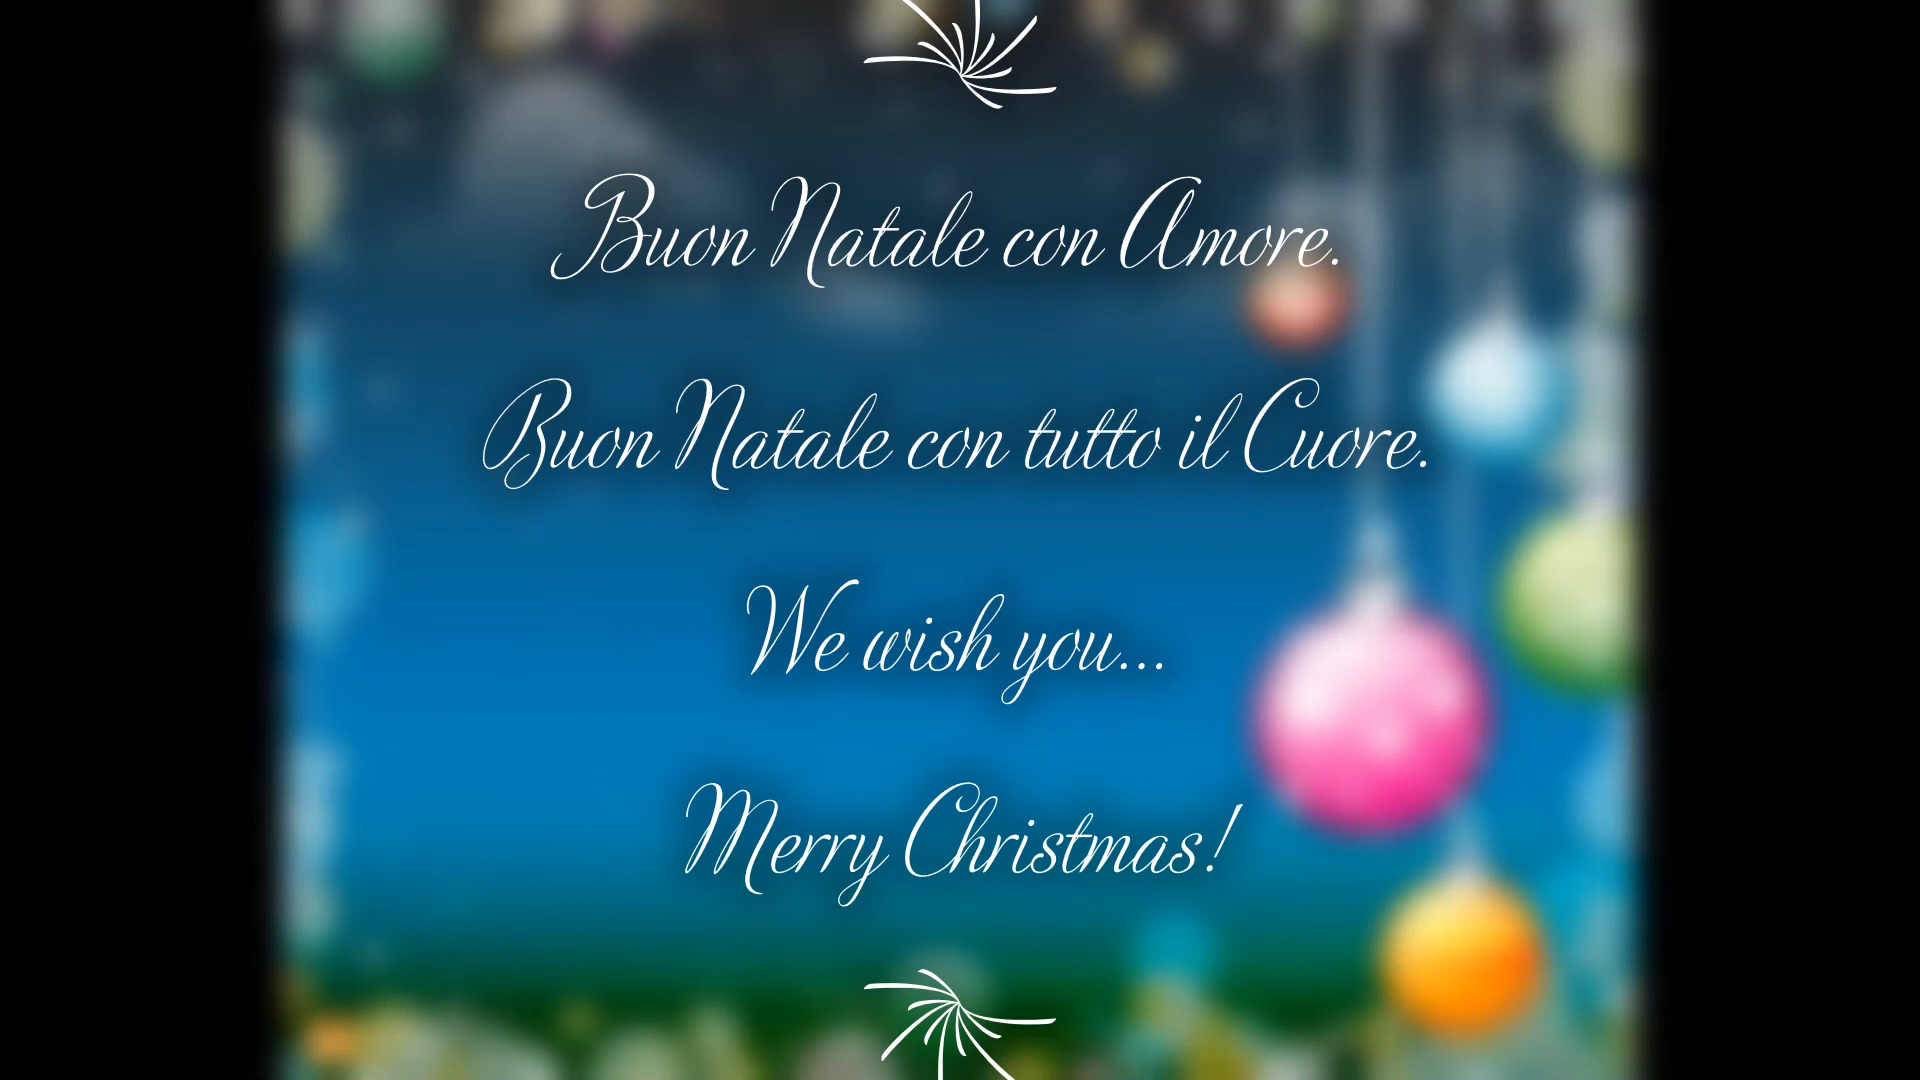 Buon Natale con Amore.
Buon Natale con tutto il Cuore.
We wish you...
Merry Christmas!